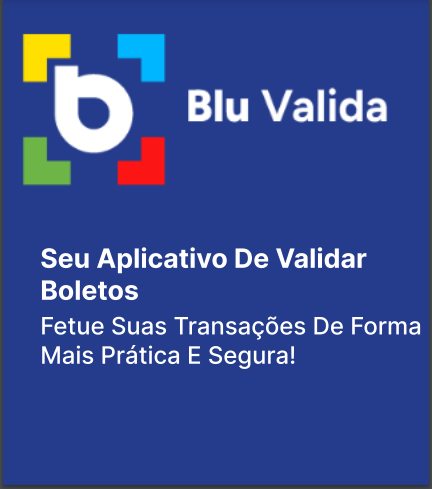 Blu Valida
Seu Aplicativo De Validar
Boletos
Fetue Suas Transações De Forma
Mais Prática E Segura!